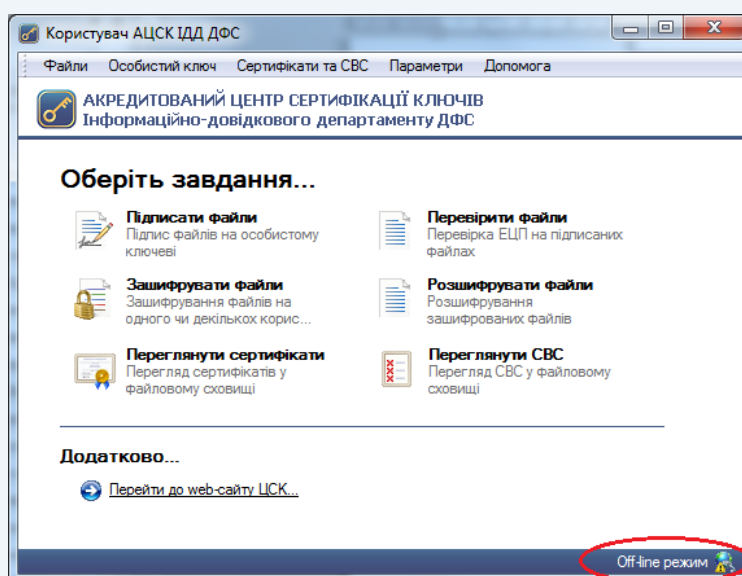 Користувач АЦСК ІДД ДФС
Файли Особистий ключ Сертифікати та СВС Параметри Допомога
АКРЕДИТОВАНИЙ ЦЕНТР СЕРТИФІКАЦІЇ КЛЮЧІВ
Інформаційно-довідкового департаменту ДФС
Оберіть завдання...
Підписати файли
Підпис файлів на особистому
ключеві
Перевірити файли
Перевірка ЕЦП на підписаних
файлах
Зашифрувати файли
Зашифрування файлів на
одного чи декількох корис...
Розшифрувати файли
Розшифрування
зашифрованих файлів
Переглянути сертифікати
Перегляд сертифікатів у
файловому сховищі
Переглянути СВС
Перегляд СВС у файловому
сховищі
Додатково...
Перейти до web-сайту ЦСК...
Off-line режим